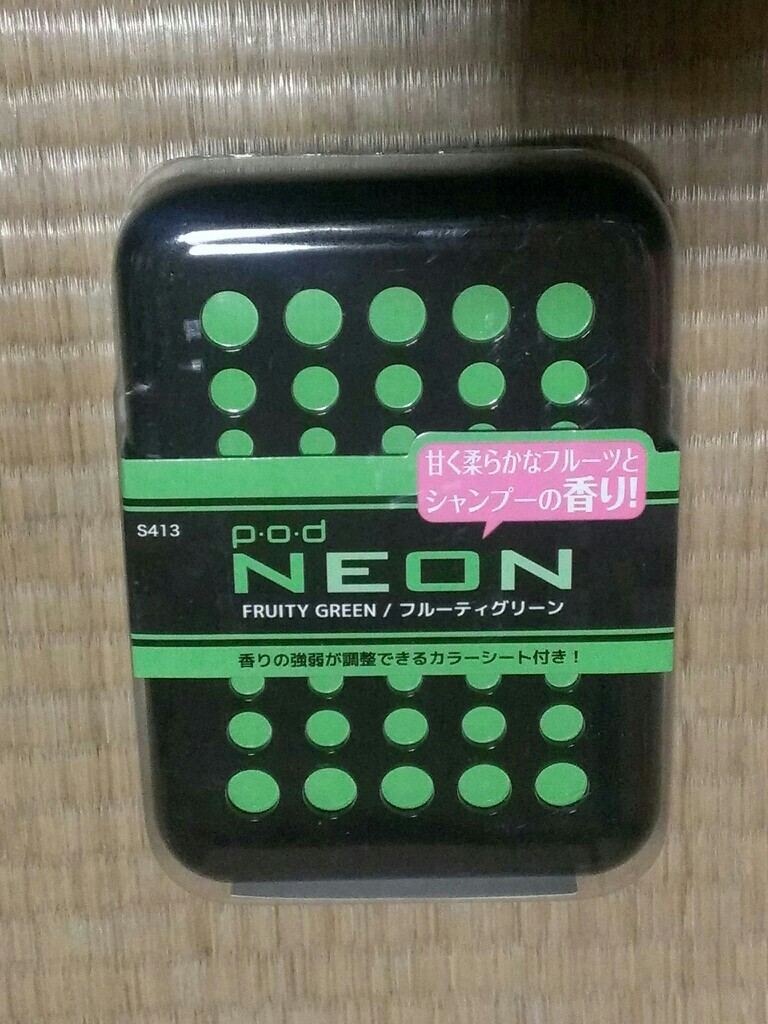 甘く柔らかなフルーツと
シャンプーの香り!
S413
p·o·d
NEON
FRUITY GREEN / フルーティグリーン
香りの強弱が調整できるカラーシート付き!